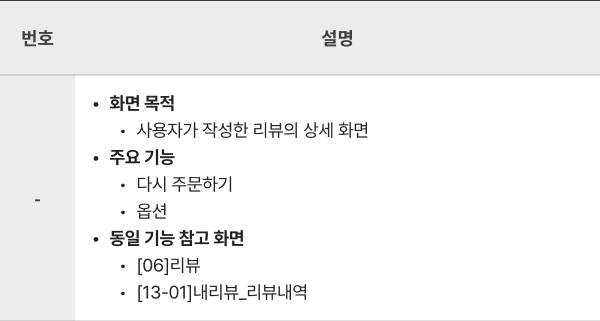 번호 설명
- 
• 화면 목적
• 사용자가 작성한 리뷰의 상세 화면
• 주요 기능
• 다시 주문하기
• 옵션
• 동일 기능 참고 화면
• [06]리뷰
• [13-01]내리뷰_리뷰내역